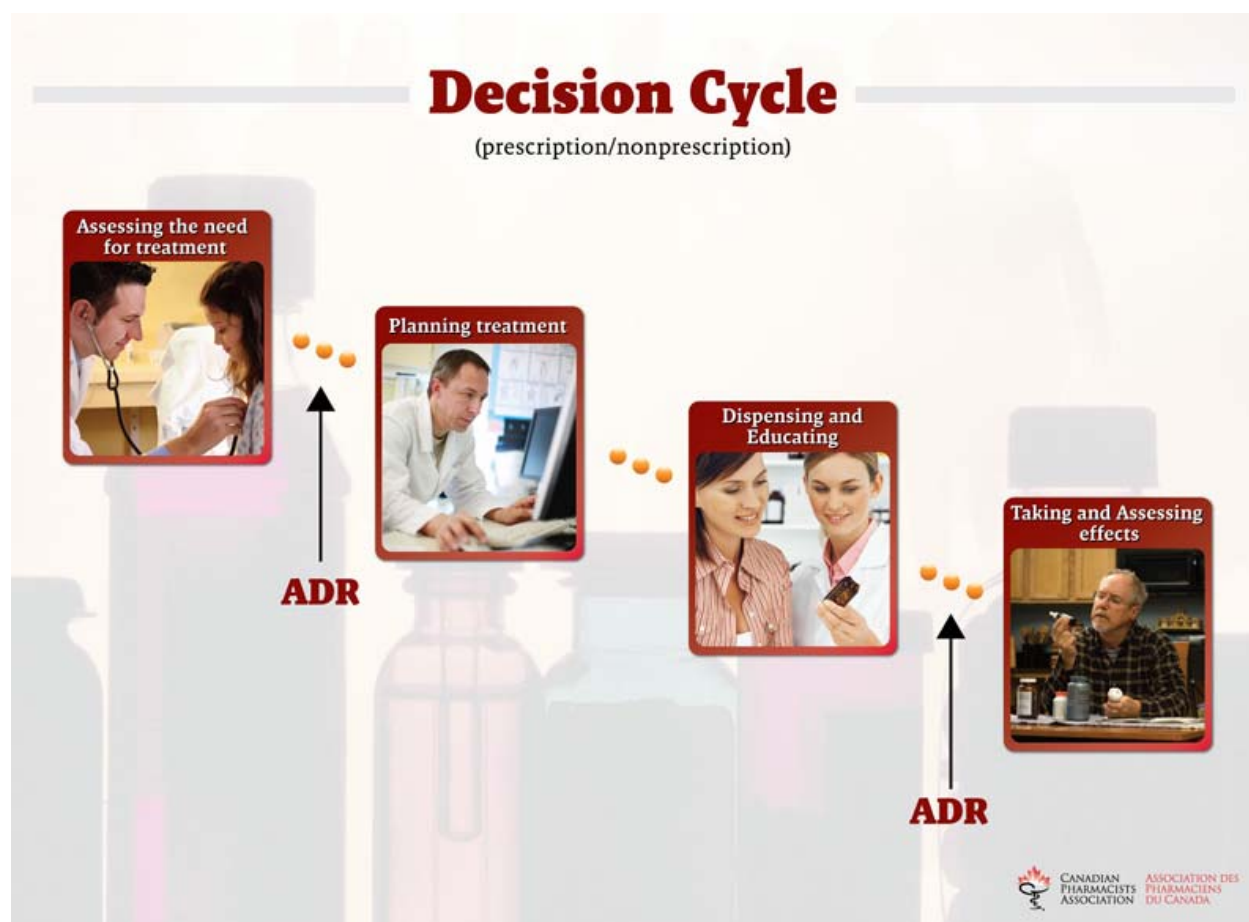 Decision Cycle
(prescription/nonprescription)
Assessing the need
for treatment
Planning treatment
Dispensing and
Educating
Taking and Assessing
effects
ADR
ADR
CANADIAN
PHARMACISTS
ASSOCIATION
ASSOCIATION DES
PHARMACIENS
DU CANADA